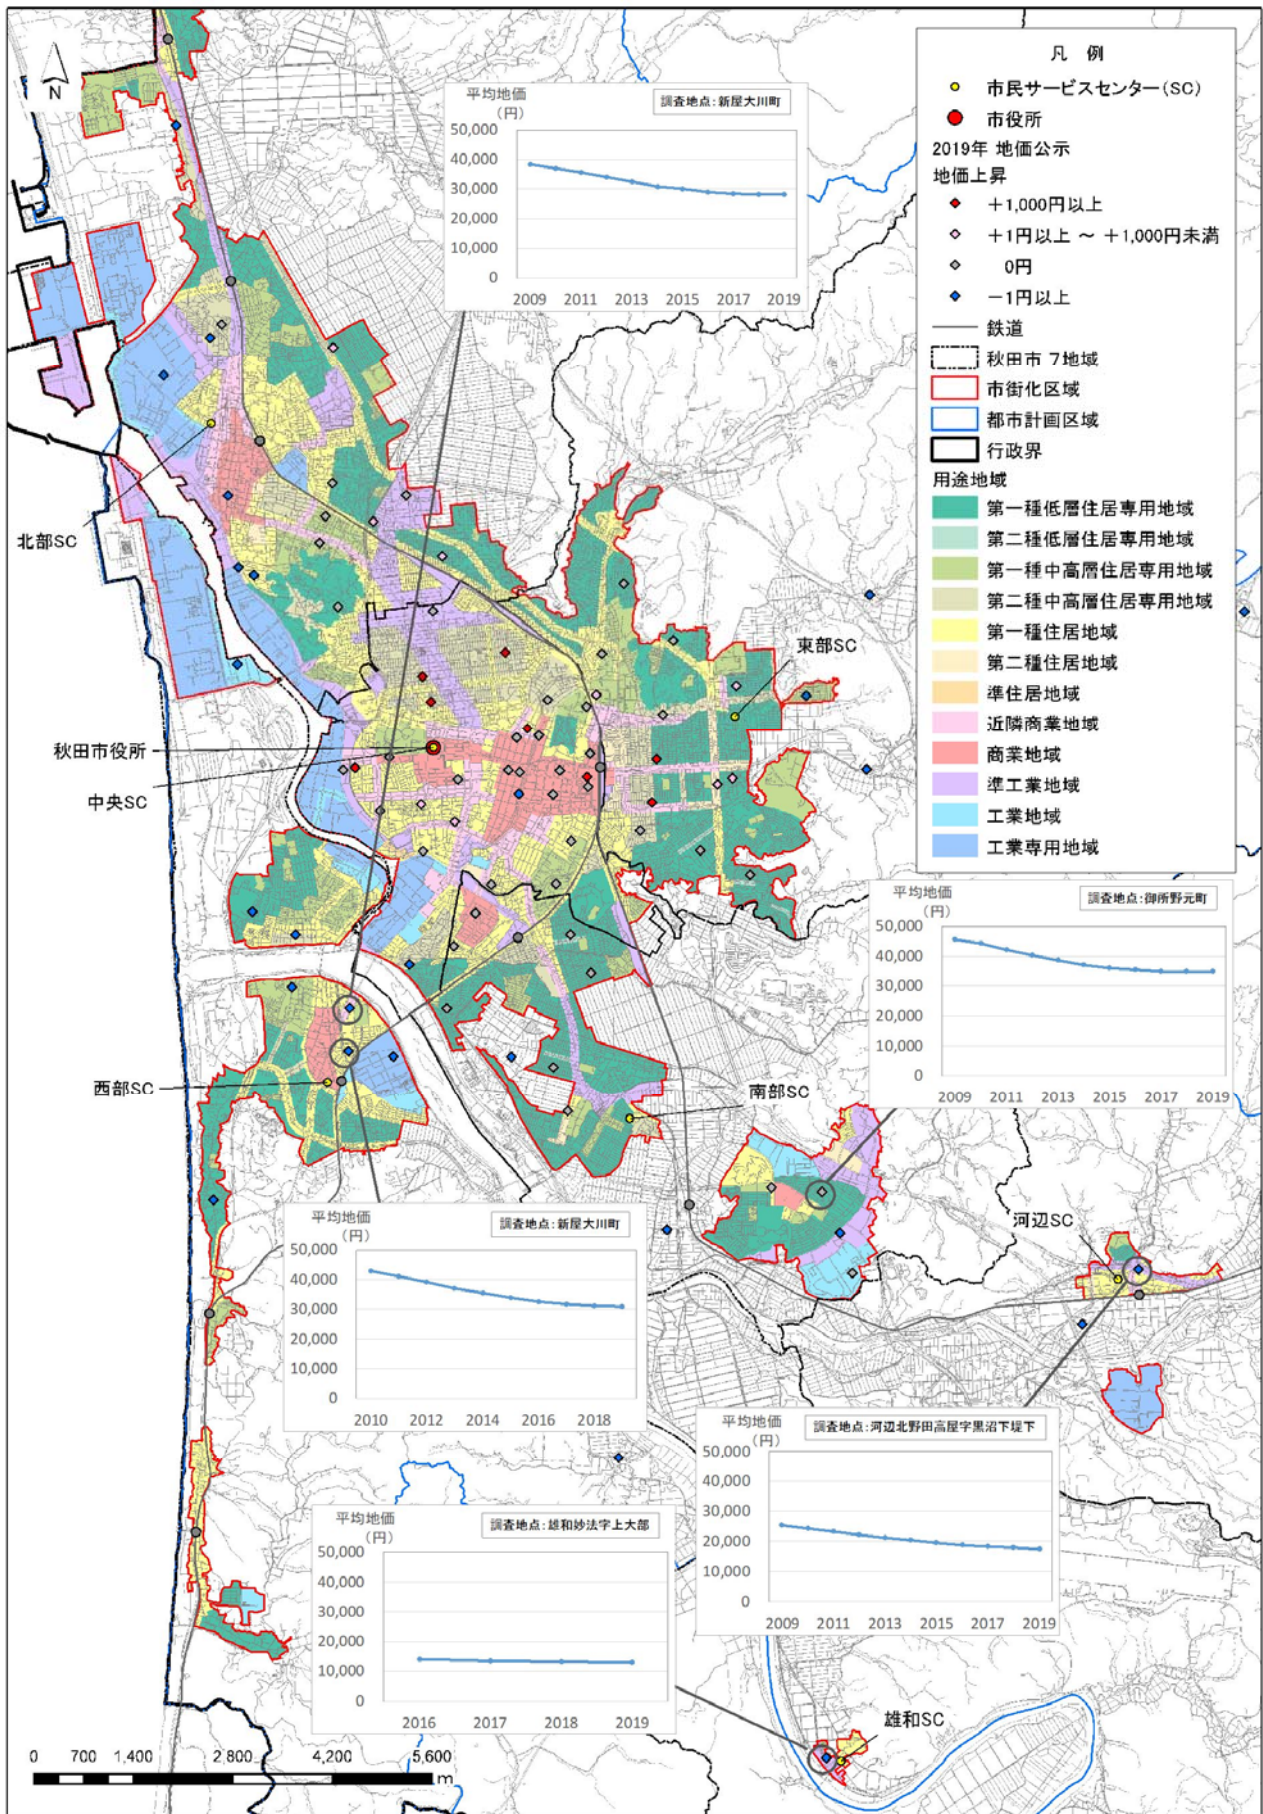 N
凡 例
市民サービスセンター(SC)
市役所
2019年 地価公示
地価上昇
+1,000円以上
+1円以上 ～ +1,000円未満
0円
-1円以上
鉄道
秋田市 7地域
市街化区域
都市計画区域
行政界
用途地域
第一種低層住居専用地域
第二種低層住居専用地域
第一種中高層住居専用地域
第二種中高層住居専用地域
第一種住居地域
第二種住居地域
準住居地域
近隣商業地域
商業地域
準工業地域
工業地域
工業専用地域
平均地価
(円)
調査地点：新屋大川町
50,000
40,000
30,000
20,000
10,000
0
2009 2011 2013 2015 2017 2019
北部SC
東部SC
秋田市役所
中央SC
平均地価
(円)
調査地点：御所野元町
50,000
40,000
30,000
20,000
10,000
0
2009 2011 2013 2015 2017 2019
西部SC
南部SC
河辺SC
平均地価
(円)
調査地点：新屋大川町
50,000
40,000
30,000
20,000
10,000
0
2010 2012 2014 2016 2018
平均地価
(円)
調査地点：河辺北野田高屋字黒沼下堤下
50,000
40,000
30,000
20,000
10,000
0
2009 2011 2013 2015 2017 2019
平均地価
(円)
調査地点：雄和妙法字上大部
50,000
40,000
30,000
20,000
10,000
0
2016 2017 2018 2019
雄和SC
0 700 1,400 2,800 4,200 5,600
m